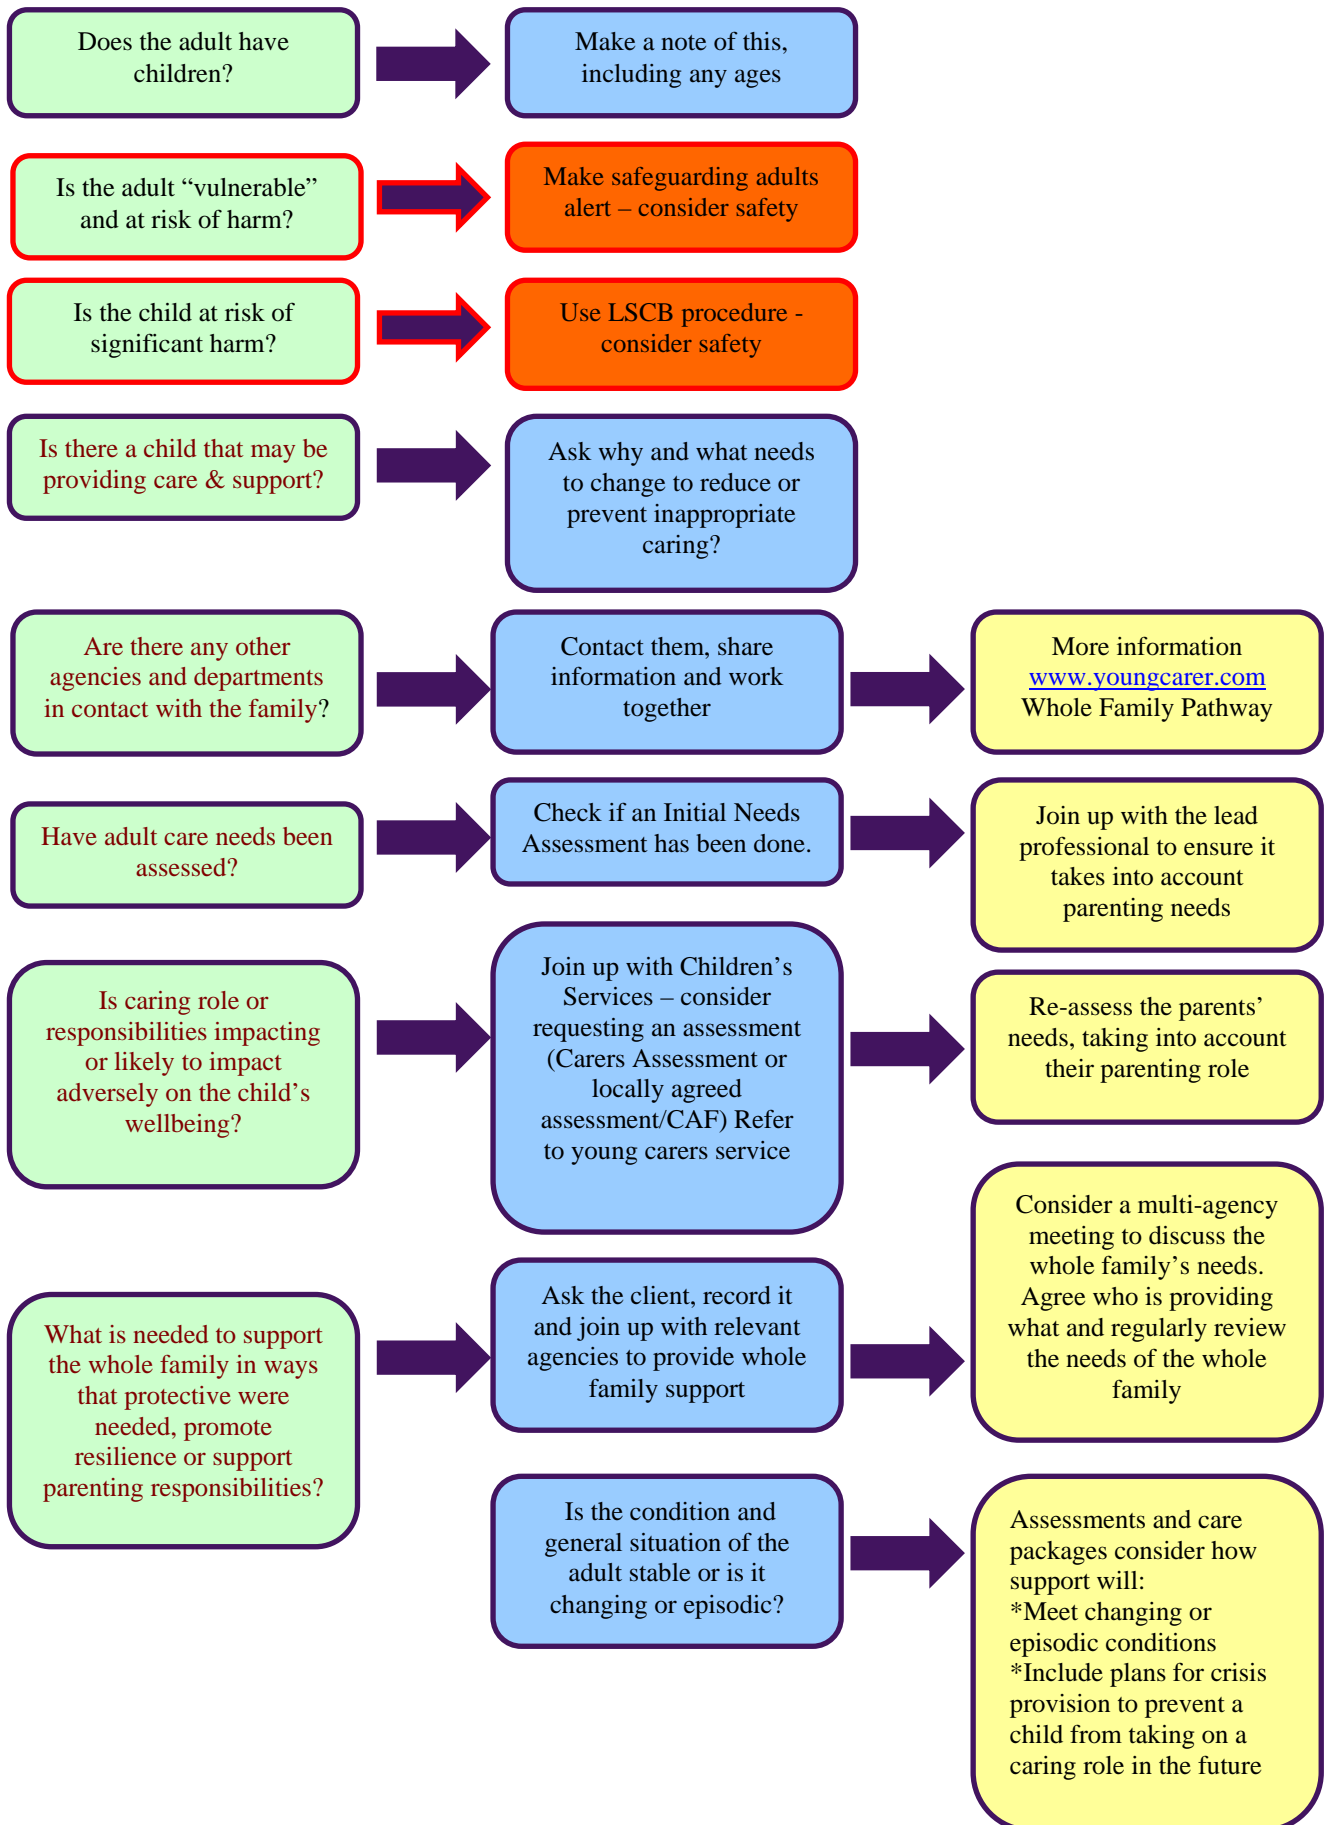 Does the adult have
children?
Make a note of this,
including any ages
Is the adult “vulnerable”
and at risk of harm?
Make safeguarding adults
alert – consider safety
Is the child at risk of
significant harm?
Use LSCB procedure -
consider safety
Is there a child that may be
providing care & support?
Ask why and what needs
to change to reduce or
prevent inappropriate
caring?
Are there any other
agencies and departments
in contact with the family?
Contact them, share
information and work
together
More information
www.youngcarer.com
Whole Family Pathway
Have adult care needs been
assessed?
Check if an Initial Needs
Assessment has been done.
Join up with the lead
professional to ensure it
takes into account
parenting needs
Is caring role or
responsibilities impacting
or likely to impact
adversely on the child’s
wellbeing?
Join up with Children’s
Services – consider
requesting an assessment
(Carers Assessment or
locally agreed
assessment/CAF) Refer
to young carers service
Re-assess the parents’
needs, taking into account
their parenting role
What is needed to support
the whole family in ways
that protective were
needed, promote
resilience or support
parenting responsibilities?
Ask the client, record it
and join up with relevant
agencies to provide whole
family support
Consider a multi-agency
meeting to discuss the
whole family’s needs.
Agree who is providing
what and regularly review
the needs of the whole
family
Is the condition and
general situation of the
adult stable or is it
changing or episodic?
Assessments and care
packages consider how
support will:
*Meet changing or
episodic conditions
*Include plans for crisis
provision to prevent a
child from taking on a
caring role in the future